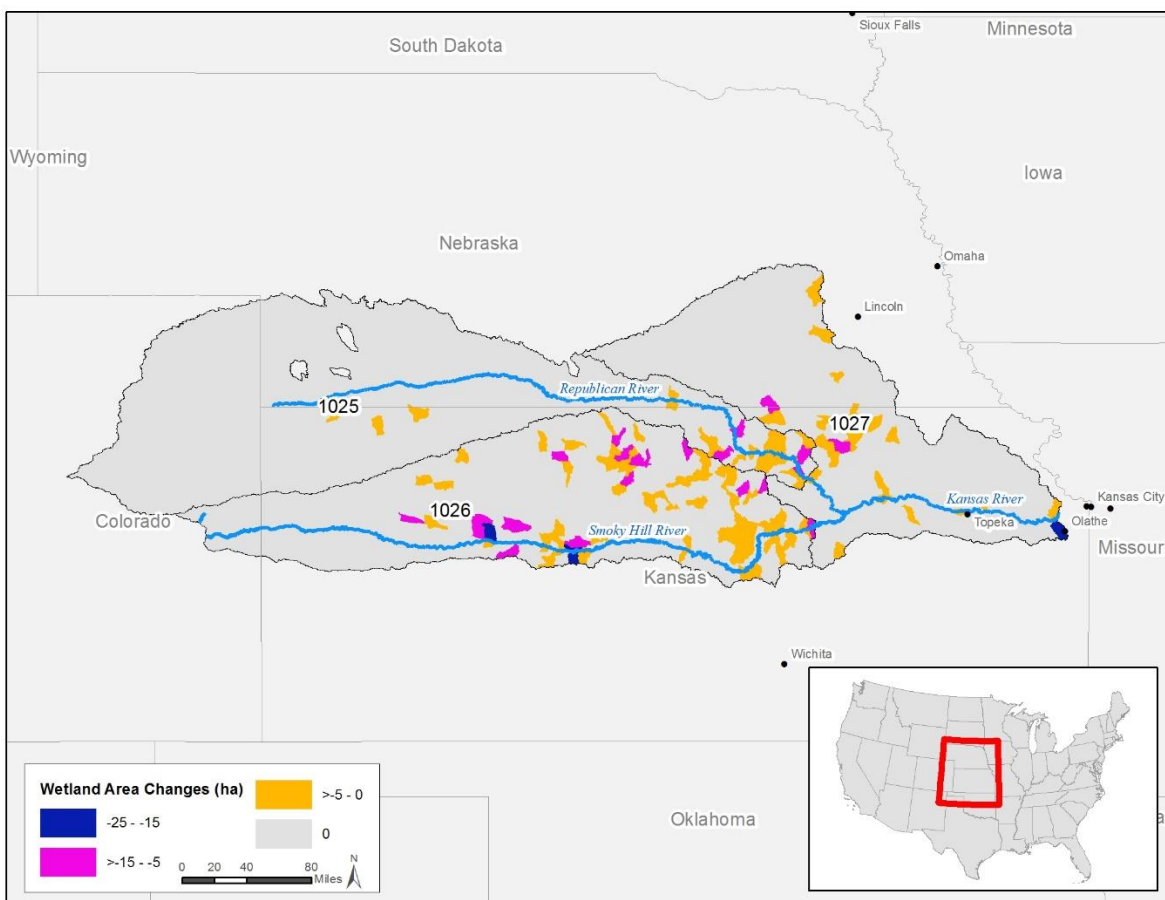 Sioux Falls
Minnesota
South Dakota
Wyoming
Iowa
Nebraska
Omaha
Lincoln
Republican River
1025
1027
Kansas River
Kansas City
1026
Colorado
Topeka
Olathe
Smoky Hill River
Missour
Kansas
Wichita
Wetland Area Changes (ha)
>-5 - 0
-25 - -15
0
>-15 - -5
0 20 40 80
Miles
N
Oklahoma
a